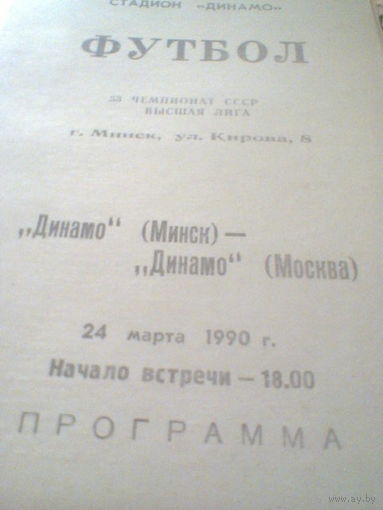 СТАДИОН «ДИНАМО»
ФУТБОЛ
53 ЧЕМПИОНАТ СССР
ВЫСШАЯ ЛИГА
г. Минск, ул. Кирова, 8
„Динамо“ (Минск) —
„Динамо“ (Москва)
24 марта 1990 г.
Начало встречи — 18.00
ПРОГРАММА
www.ay.by